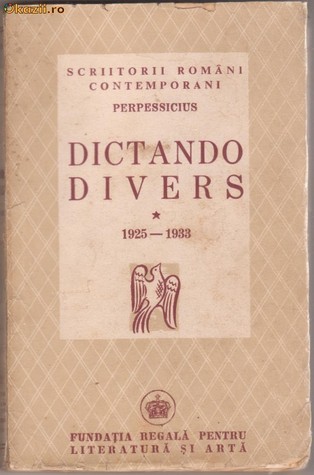 okazii.ro
SCRIITORII ROMÂNI
CONTEMPORANI
PERPESSICIUS
DICTANDO
DIVERS
*
1925 — 1933
FUNDAȚIA REGALĂ PENTRU
LITERATURĂ ȘI ARTĂ